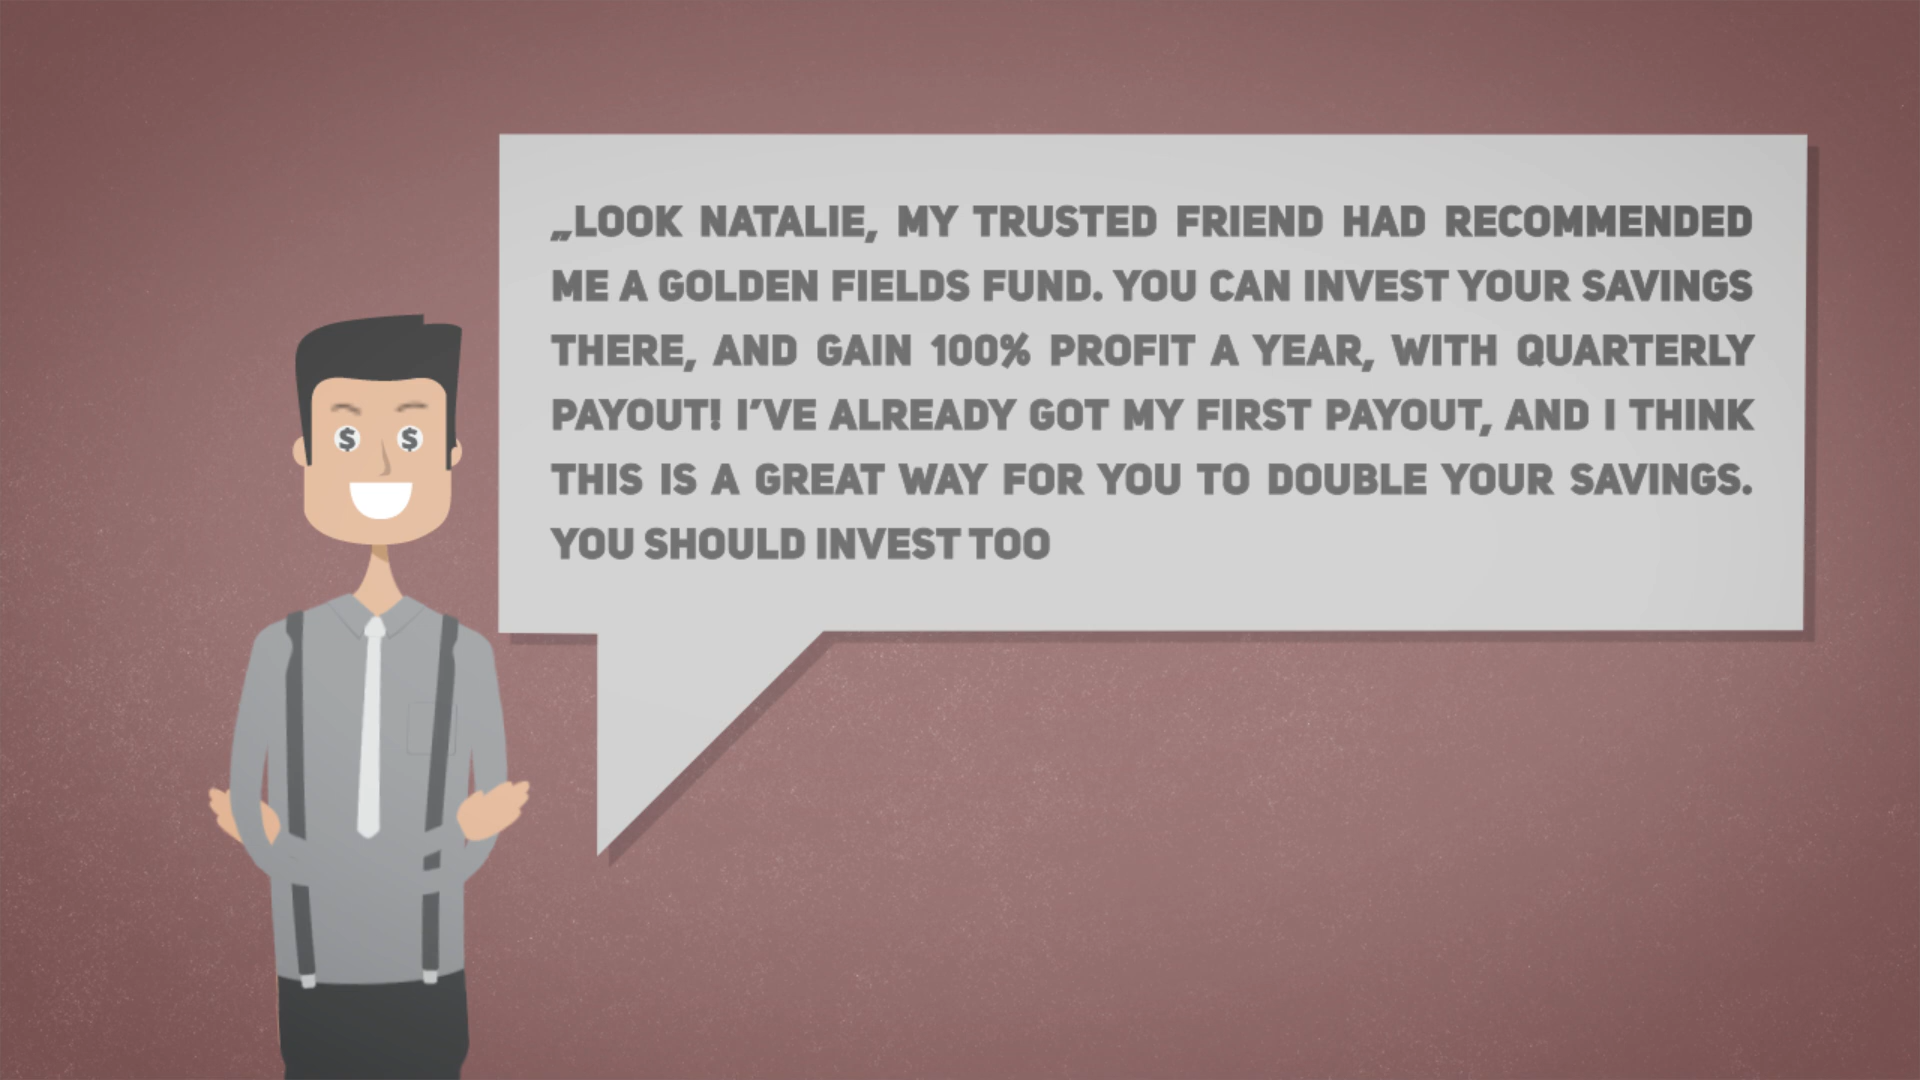 „LOOK NATALIE, MY TRUSTED FRIEND HAD RECOMMENDED
ME A GOLDEN FIELDS FUND. YOU CAN INVEST YOUR SAVINGS
THERE, AND GAIN 100% PROFIT A YEAR, WITH QUARTERLY
PAYOUT! I’VE ALREADY GOT MY FIRST PAYOUT, AND I THINK
THIS IS A GREAT WAY FOR YOU TO DOUBLE YOUR SAVINGS.
YOU SHOULD INVEST TOO
$ $